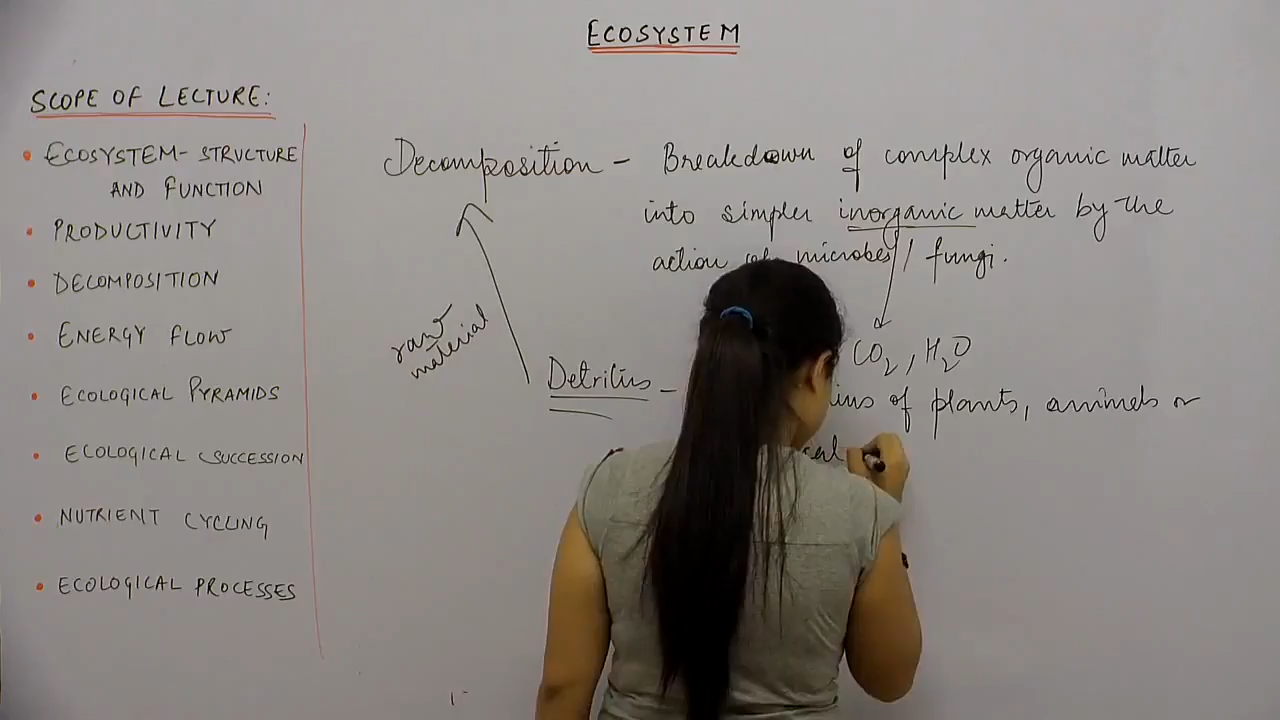 ECOSYSTEM
SCOPE OF LECTURE:
• ECOSYSTEM- STRUCTURE
AND FUNCTION
• PRODUCTIVITY
• DECOMPOSITION
• ENERGY FLOW
• ECOLOGICAL PYRAMIDS
• ECOLOGICAL SUCCESSION
• NUTRIENT CYCLING
• ECOLOGICAL PROCESSES
Decomposition - Breakdown of complex organic matter
into simpler inorganic matter by the
action of microbes / fungi.
raw
material
CO2, H2O
Detritus - of plants, animals or